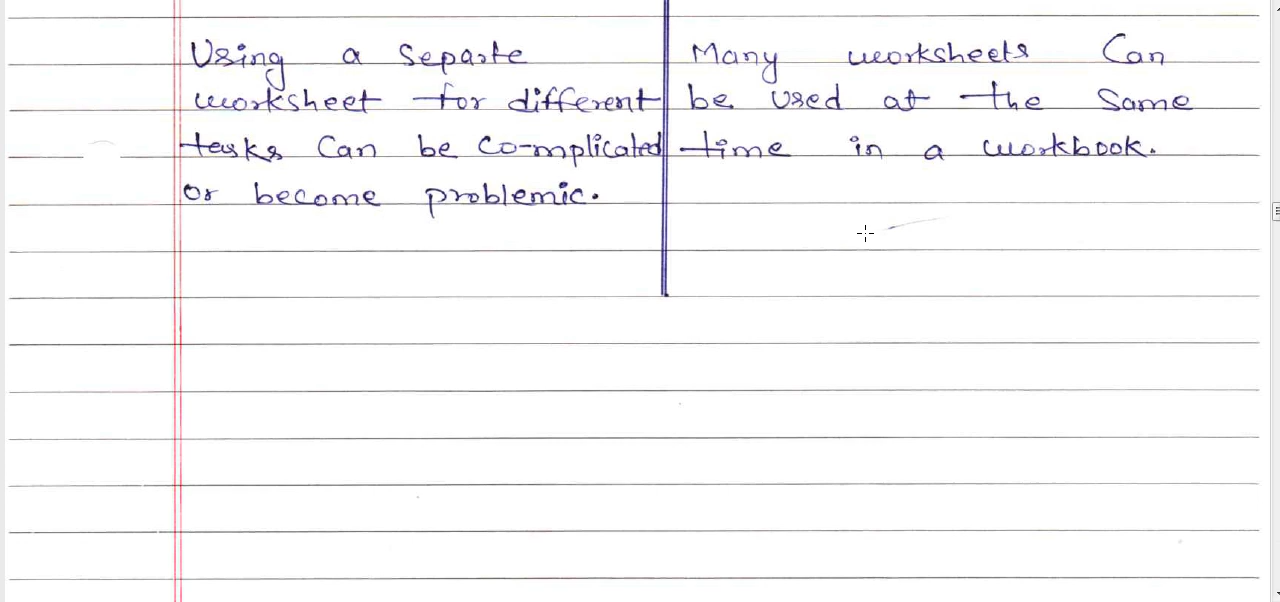 Using a Separte
worksheet for different
tasks Can be Co-mplicated
or become problemic.
Many worksheets Can
be used at the Same
time in a workbook.